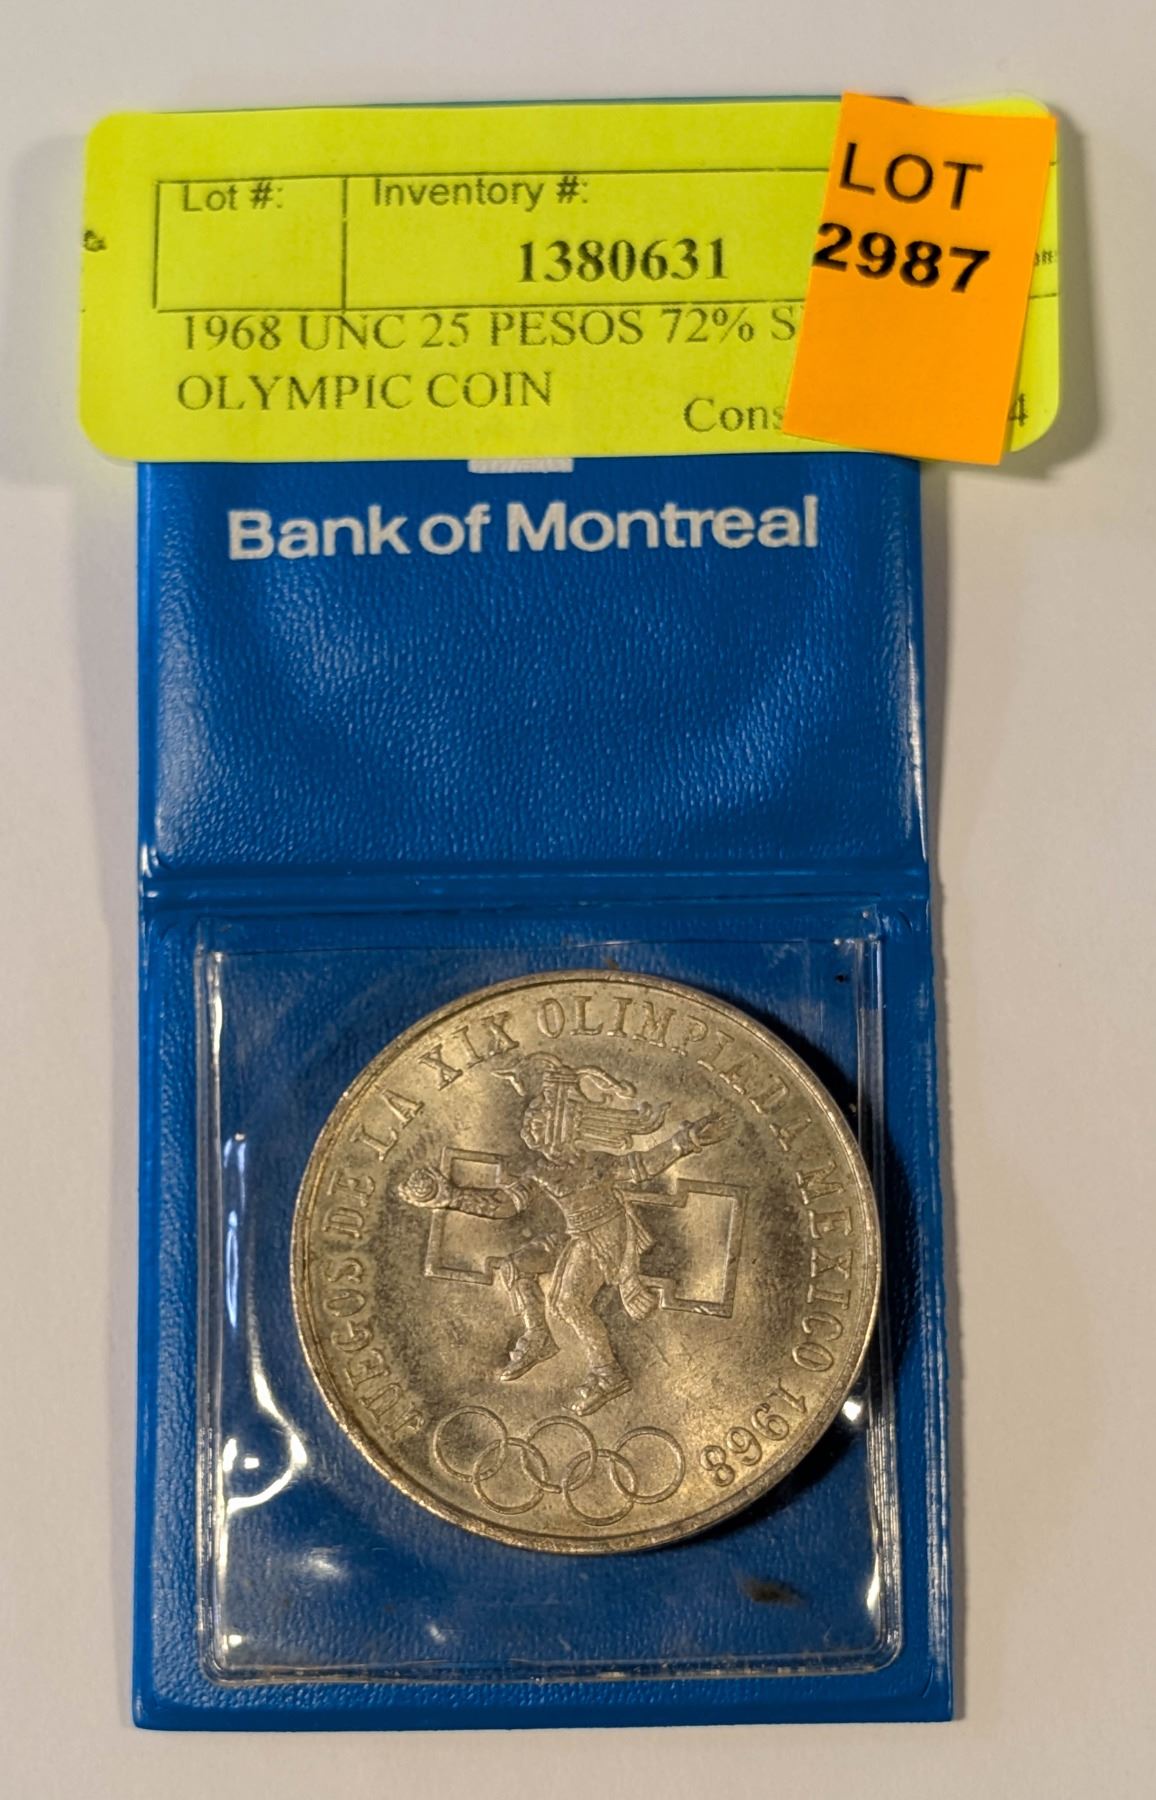 Lot #:
Inventory #:
LOT
2987
1380631
1968 UNC 25 PESOS 72%
OLYMPIC COIN
4
Bank of Montreal
JUEGOS DE LA XIX OLIMPIADA MEXICO 1968